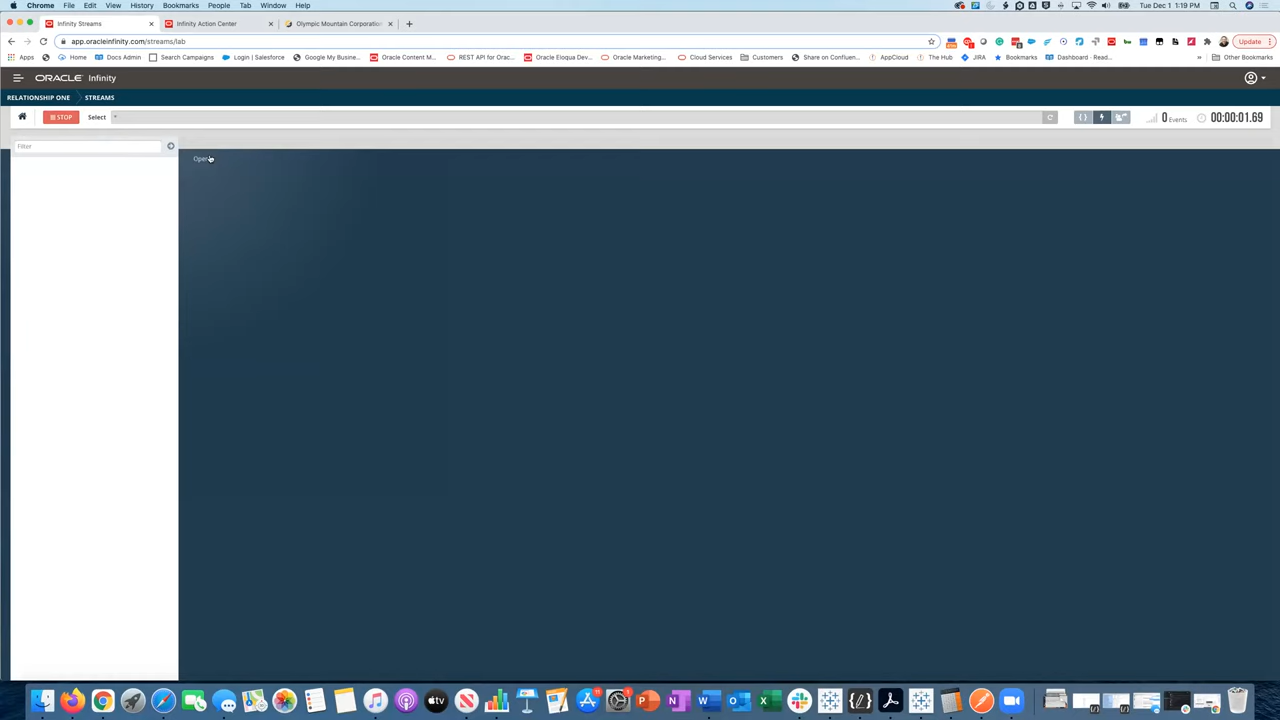 Chrome File Edit View History Bookmarks People Tab Window Help Tue Dec 1 1:19 PM
Infinity Streams Infinity Action Center Olympic Mountain Corporation
app.oracleinfinity.com/streams/lab Update
Apps Home Docs Admin Search Campaigns Login | Salesforce Google My Busine... Oracle Content M... REST API for Orac... Oracle Eloqua Dev... Oracle Marketing... Cloud Services Share on Confluen... AppCloud The Hub Customers JIRA Bookmarks Dashboard - Read... Other Bookmarks
ORACLE Infinity
RELATIONSHIP ONE STREAMS
STOP Select * { } 0 Events 00:00:01.69
Filter
Open